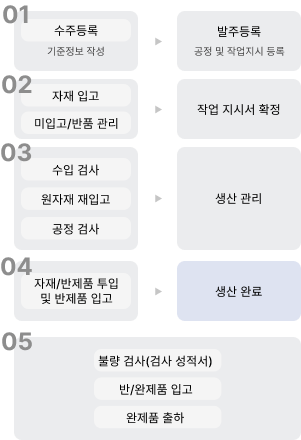 01
수주등록
기준정보 작성
발주등록
공정 및 작업지시 등록
02
자재 입고
미입고/반품 관리
작업 지시서 확정
03
수입 검사
원자재 재입고
공정 검사
생산 관리
04
자재/반제품 투입
및 반제품 입고
생산 완료
05
불량 검사(검사 성적서)
반/완제품 입고
완제품 출하